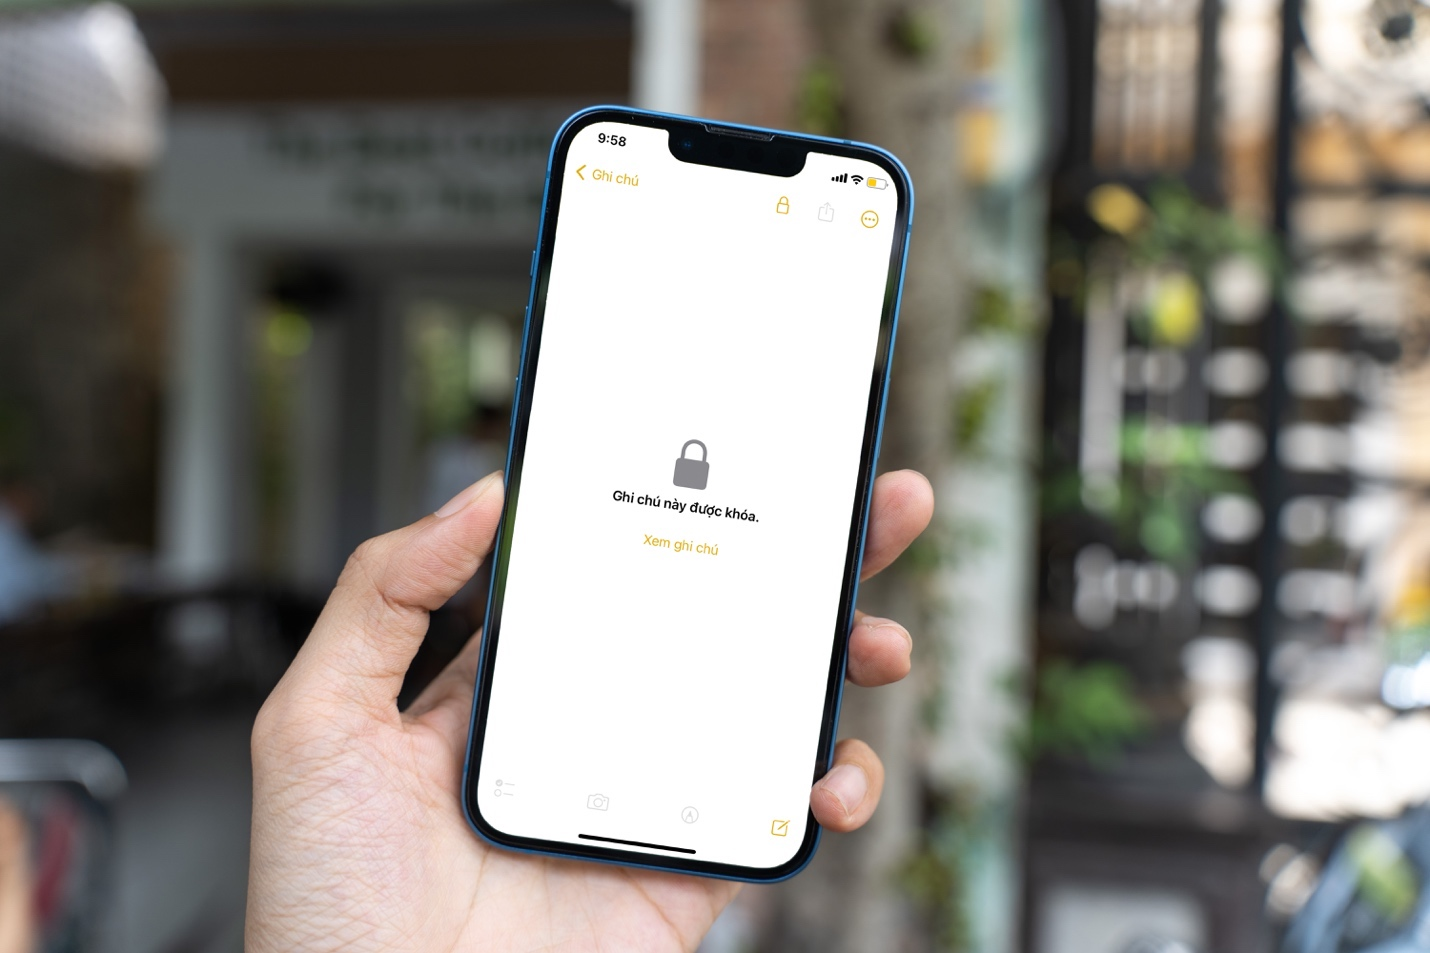 9:58
Ghi chú
Ghi chú này được khóa.
Xem ghi chú